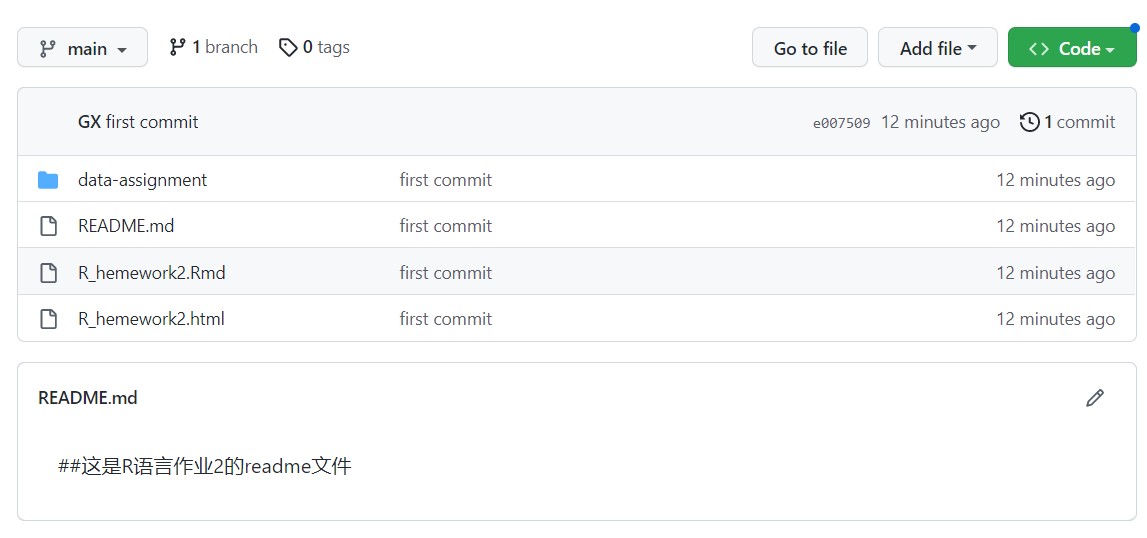 main 1 branch 0 tags Go to file Add file Code
GX first commit e007509 12 minutes ago 1 commit
data-assignment first commit 12 minutes ago
README.md first commit 12 minutes ago
R_hemework2.Rmd first commit 12 minutes ago
R_hemework2.html first commit 12 minutes ago
README.md
##这是R语言作业2的readme文件